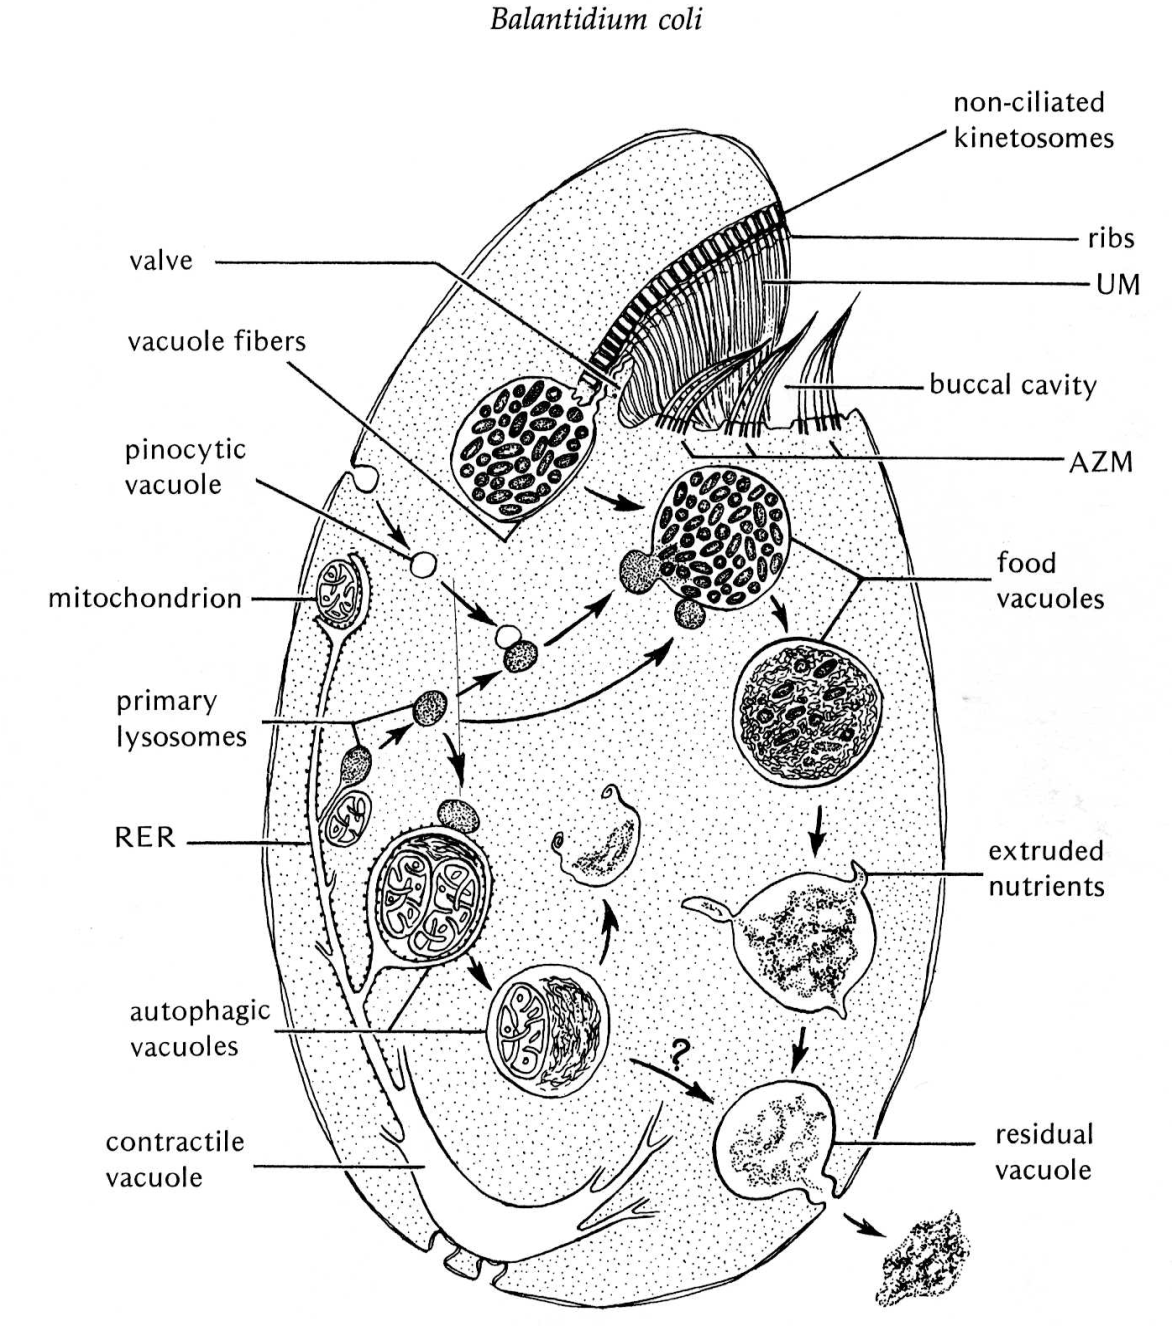 Balantidium coli
non-ciliated
kinetosomes
ribs
UM
valve
vacuole fibers
buccal cavity
pinocytic
vacuole
AZM
food
vacuoles
mitochondrion
primary
lysosomes
RER
extruded
nutrients
autophagic
vacuoles
?
contractile
vacuole
residual
vacuole